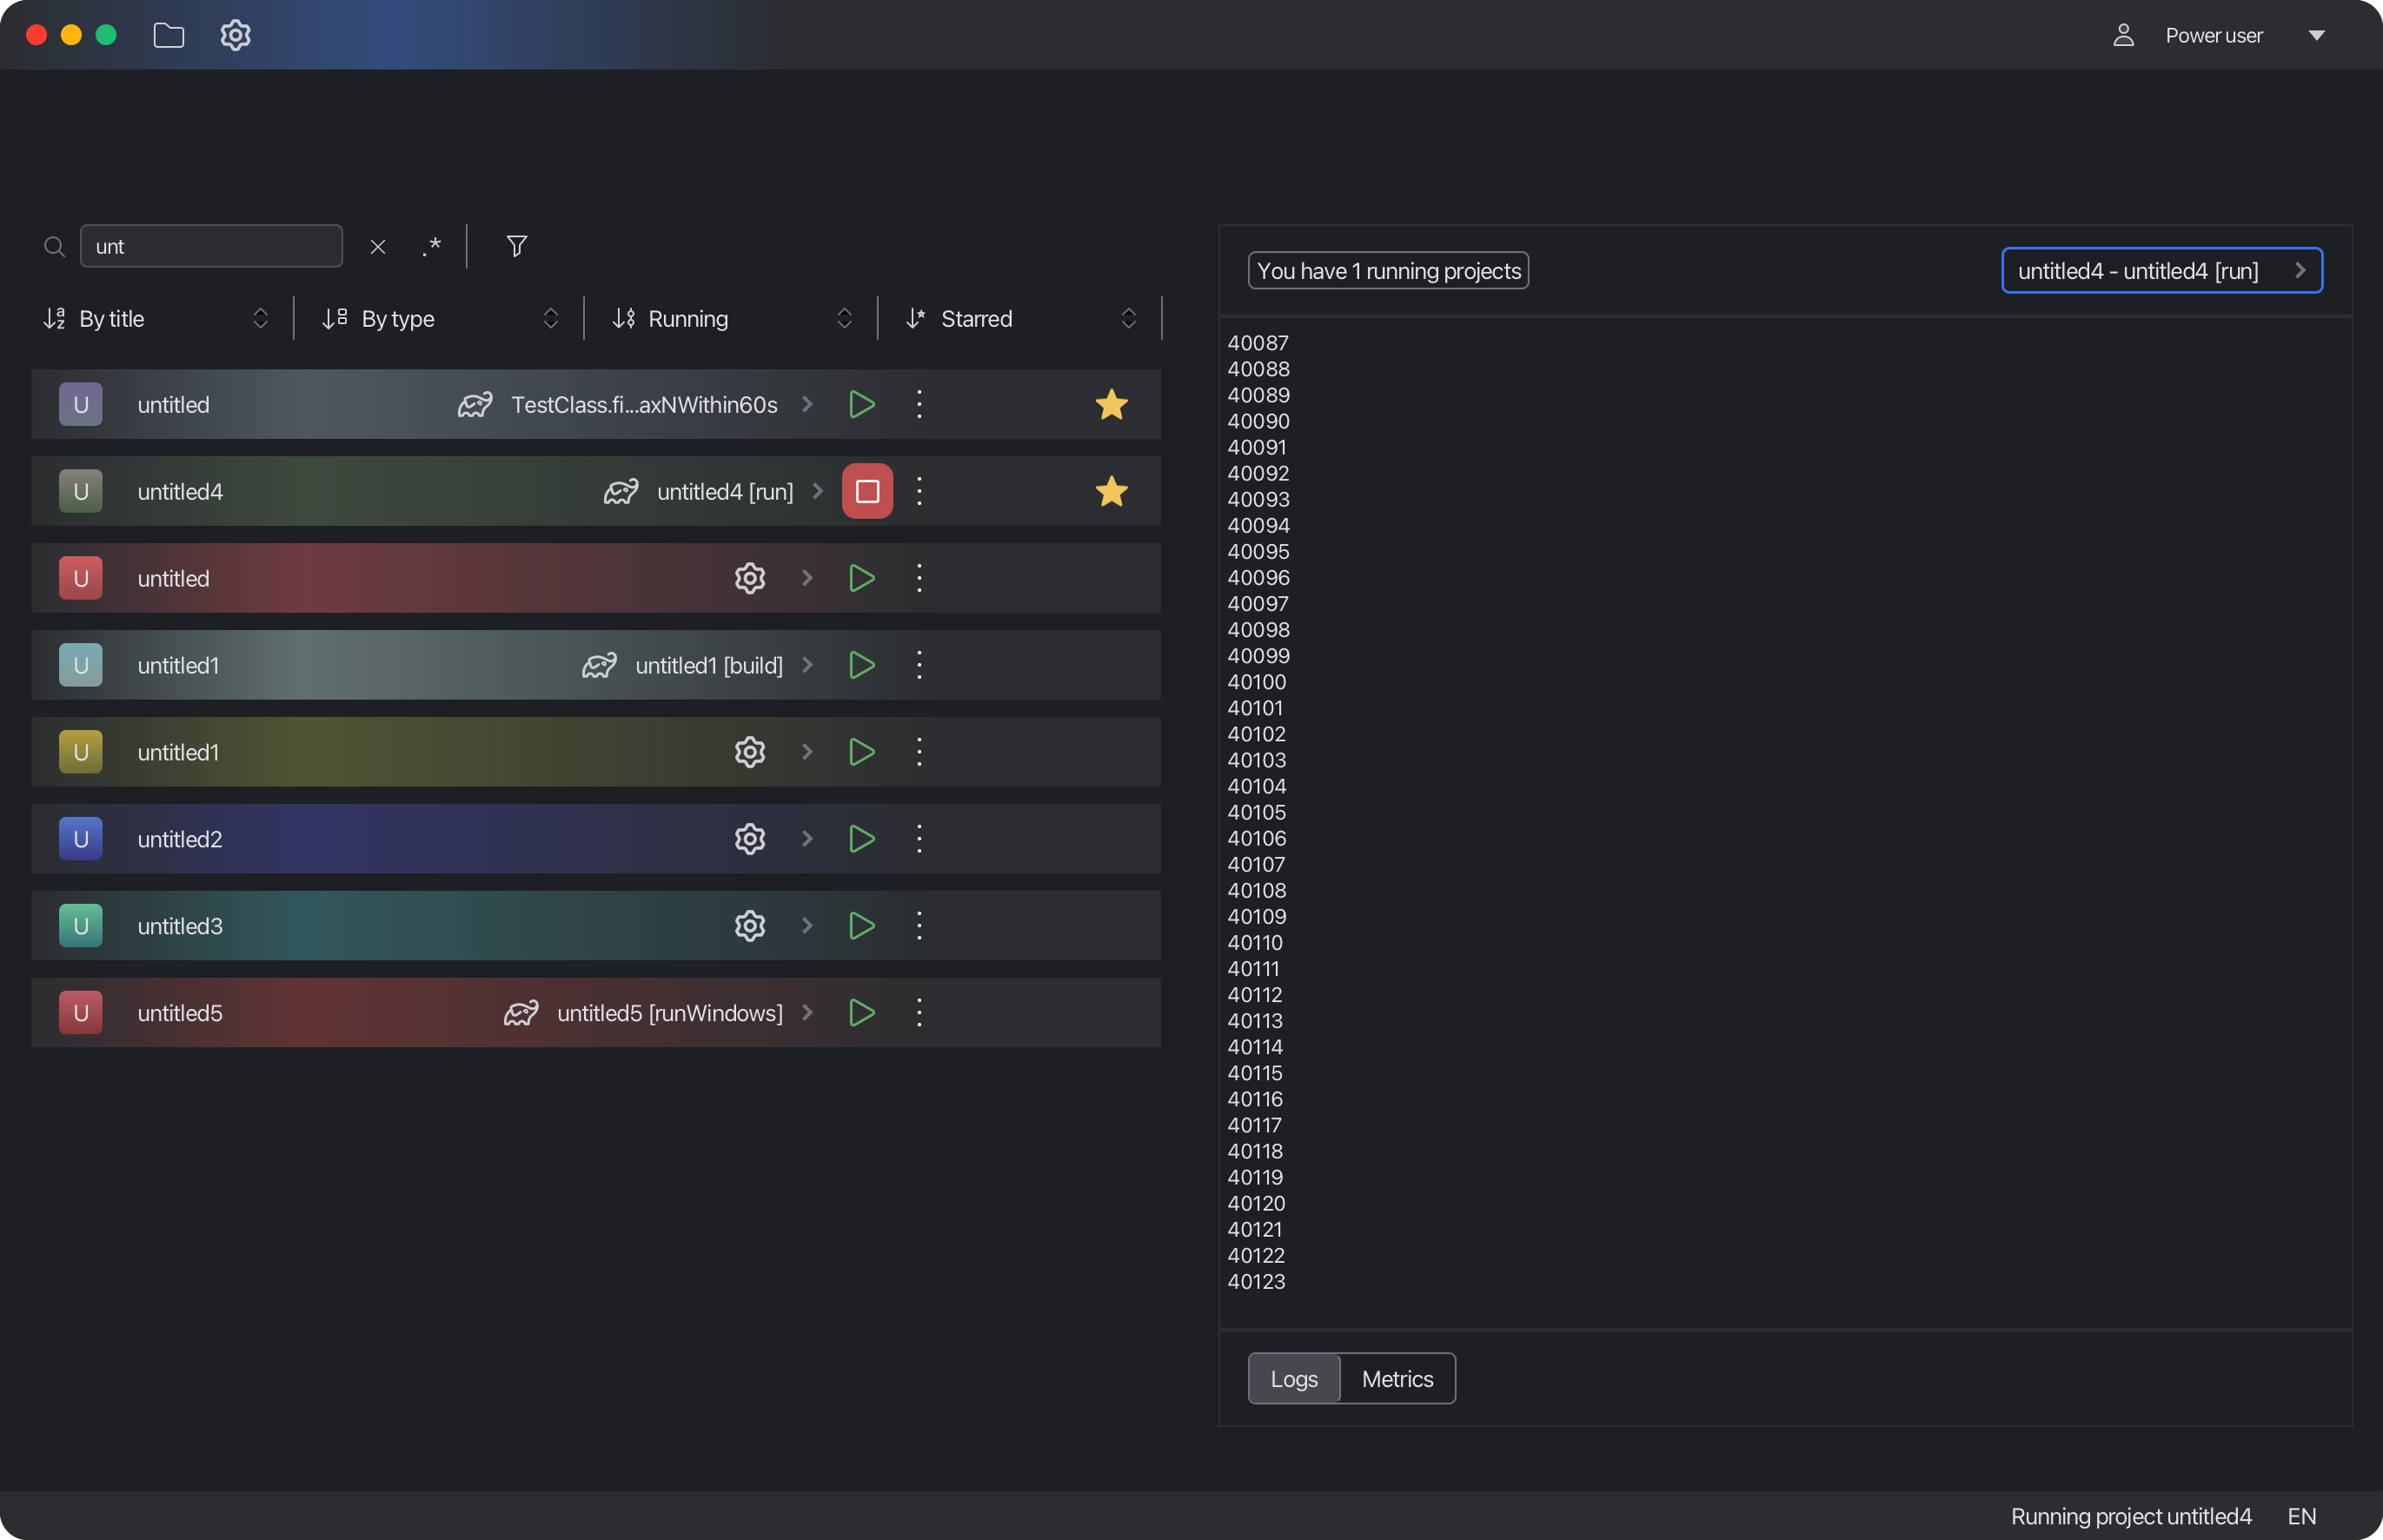 Power user
unt
.*
By title
By type
Running
Starred
U untitled TestClass.fi...axNWithin60s
U untitled4 untitled4 [run]
U untitled
U untitled1 untitled1 [build]
U untitled1
U untitled2
U untitled3
U untitled5 untitled5 [runWindows]
You have 1 running projects
untitled4 - untitled4 [run]
40087
40088
40089
40090
40091
40092
40093
40094
40095
40096
40097
40098
40099
40100
40101
40102
40103
40104
40105
40106
40107
40108
40109
40110
40111
40112
40113
40114
40115
40116
40117
40118
40119
40120
40121
40122
40123
Logs
Metrics
Running project untitled4
EN